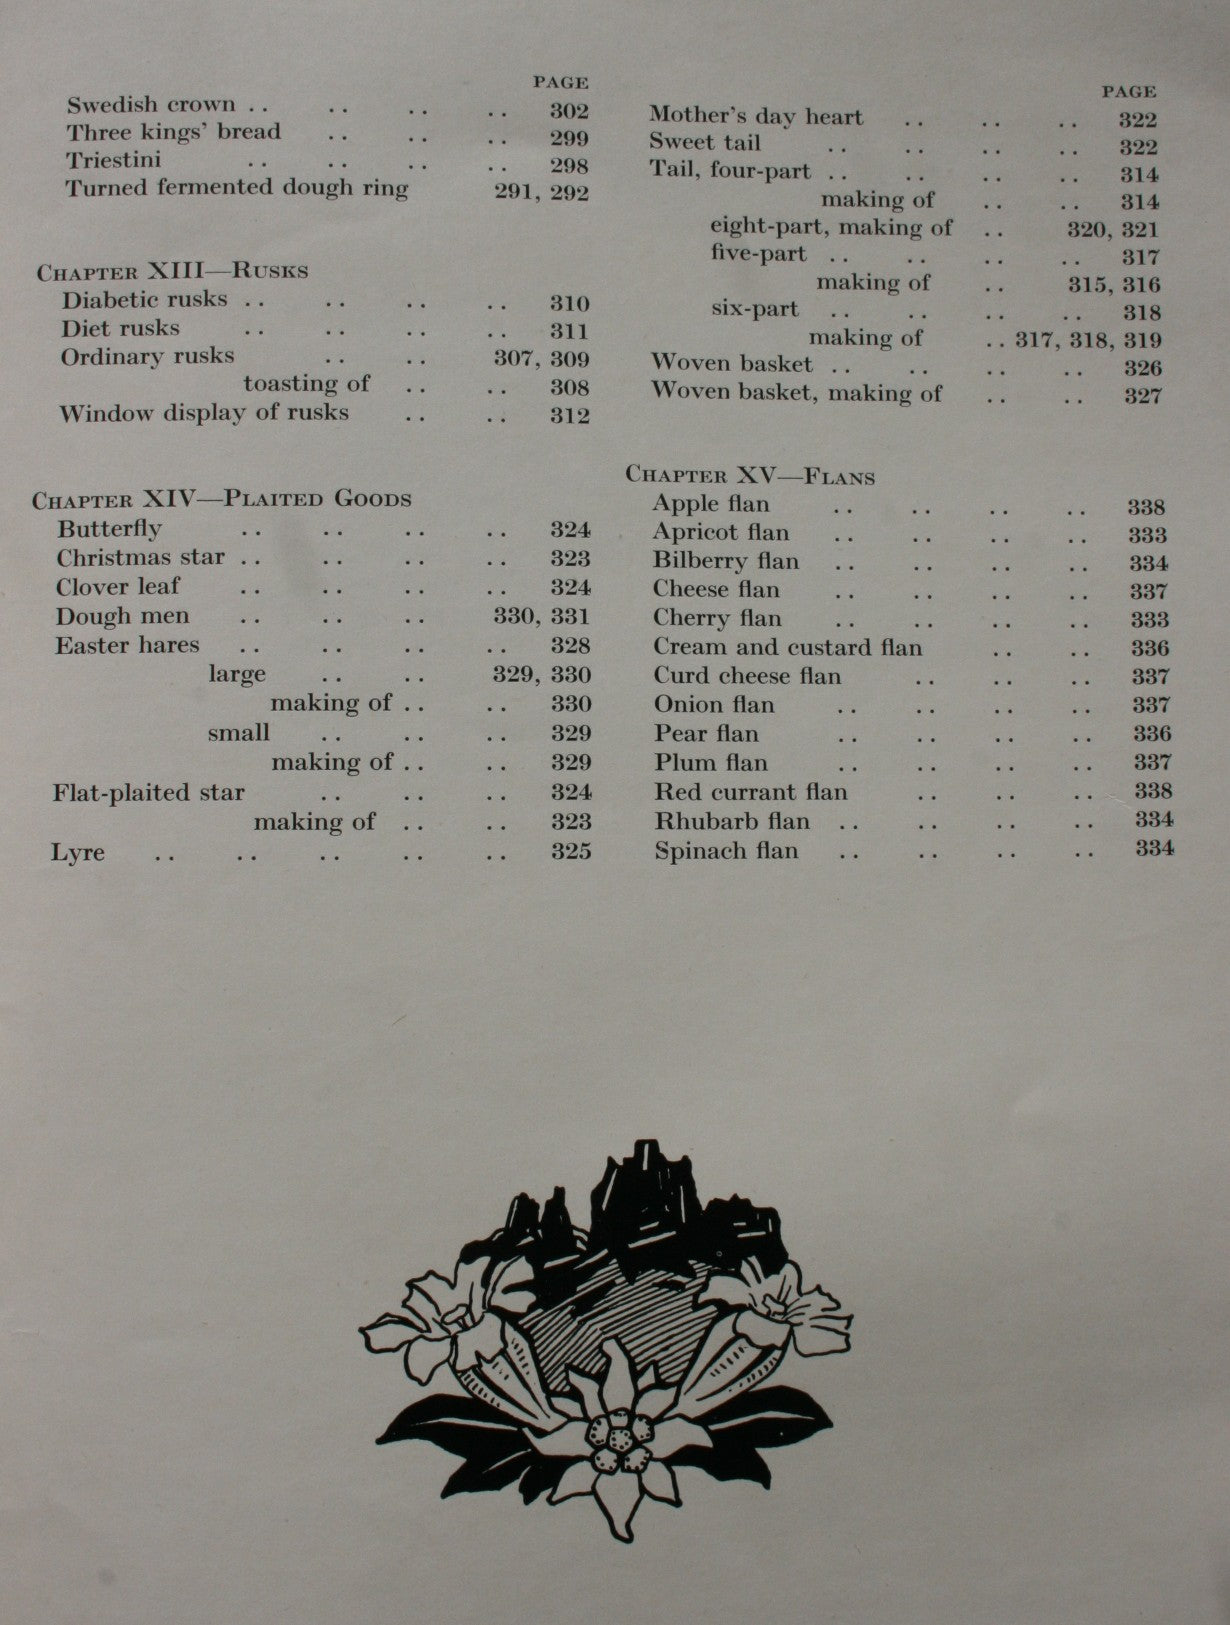 PAGE
Swedish crown .. .. .. .. 302
Three kings' bread .. .. .. 299
Triestini .. .. .. .. 298
Turned fermented dough ring 291, 292
CHAPTER XIII—RUSKS
Diabetic rusks .. .. .. .. 310
Diet rusks .. .. .. .. 311
Ordinary rusks .. .. 307, 309
toasting of .. .. 308
Window display of rusks .. .. 312
CHAPTER XIV—PLAITED GOODS
Butterfly .. .. .. .. 324
Christmas star .. .. .. .. 323
Clover leaf .. .. .. .. 324
Dough men .. .. .. 330, 331
Easter hares .. .. .. .. 328
large .. .. 329, 330
making of .. .. 330
small .. .. .. 329
making of .. .. 329
Flat-plaited star .. .. .. 324
making of .. .. 323
Lyre .. .. .. .. .. 325
PAGE
Mother's day heart .. .. .. 322
Sweet tail .. .. .. .. 322
Tail, four-part .. .. .. .. 314
making of .. .. 314
eight-part, making of .. 320, 321
five-part .. .. .. .. 317
making of .. 315, 316
six-part .. .. .. .. 318
making of .. 317, 318, 319
Woven basket .. .. .. .. 326
Woven basket, making of .. .. 327
CHAPTER XV—FLANS
Apple flan .. .. .. .. 338
Apricot flan .. .. .. .. 333
Bilberry flan .. .. .. .. 334
Cheese flan .. .. .. .. 337
Cherry flan .. .. .. .. 333
Cream and custard flan .. .. 336
Curd cheese flan .. .. .. 337
Onion flan .. .. .. .. 337
Pear flan .. .. .. .. 336
Plum flan .. .. .. .. 337
Red currant flan .. .. .. 338
Rhubarb flan .. .. .. .. 334
Spinach flan .. .. .. .. 334